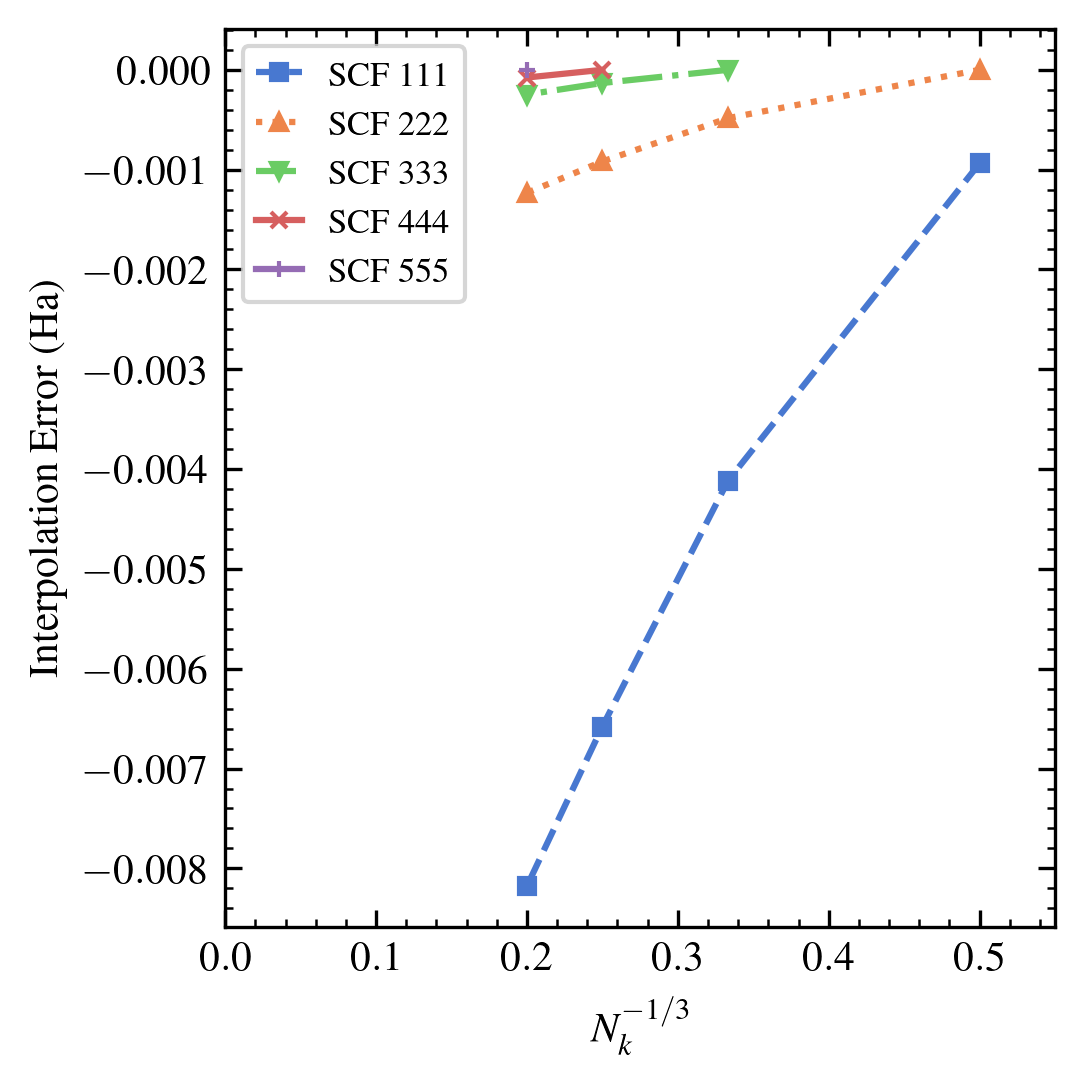 0.000
−0.001
−0.002
−0.003
−0.004
−0.005
−0.006
−0.007
−0.008
Interpolation Error (Ha)
SCF 111
SCF 222
SCF 333
SCF 444
SCF 555
0.0 0.1 0.2 0.3 0.4 0.5
N_k^{−1/3}